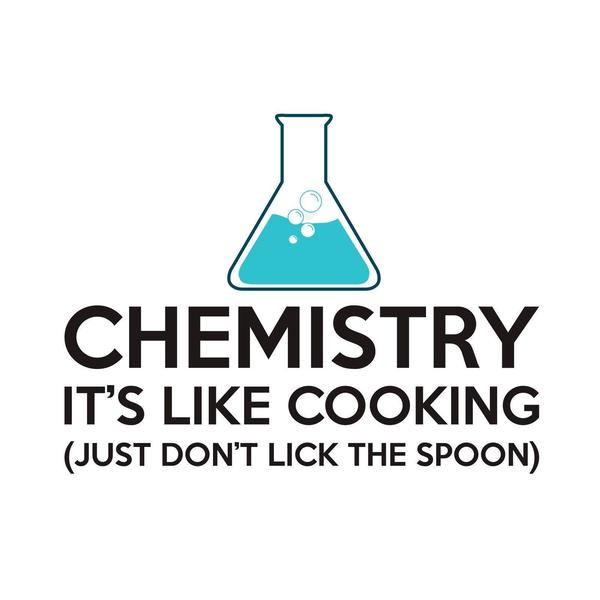 CHEMISTRY
IT'S LIKE COOKING
(JUST DON'T LICK THE SPOON)